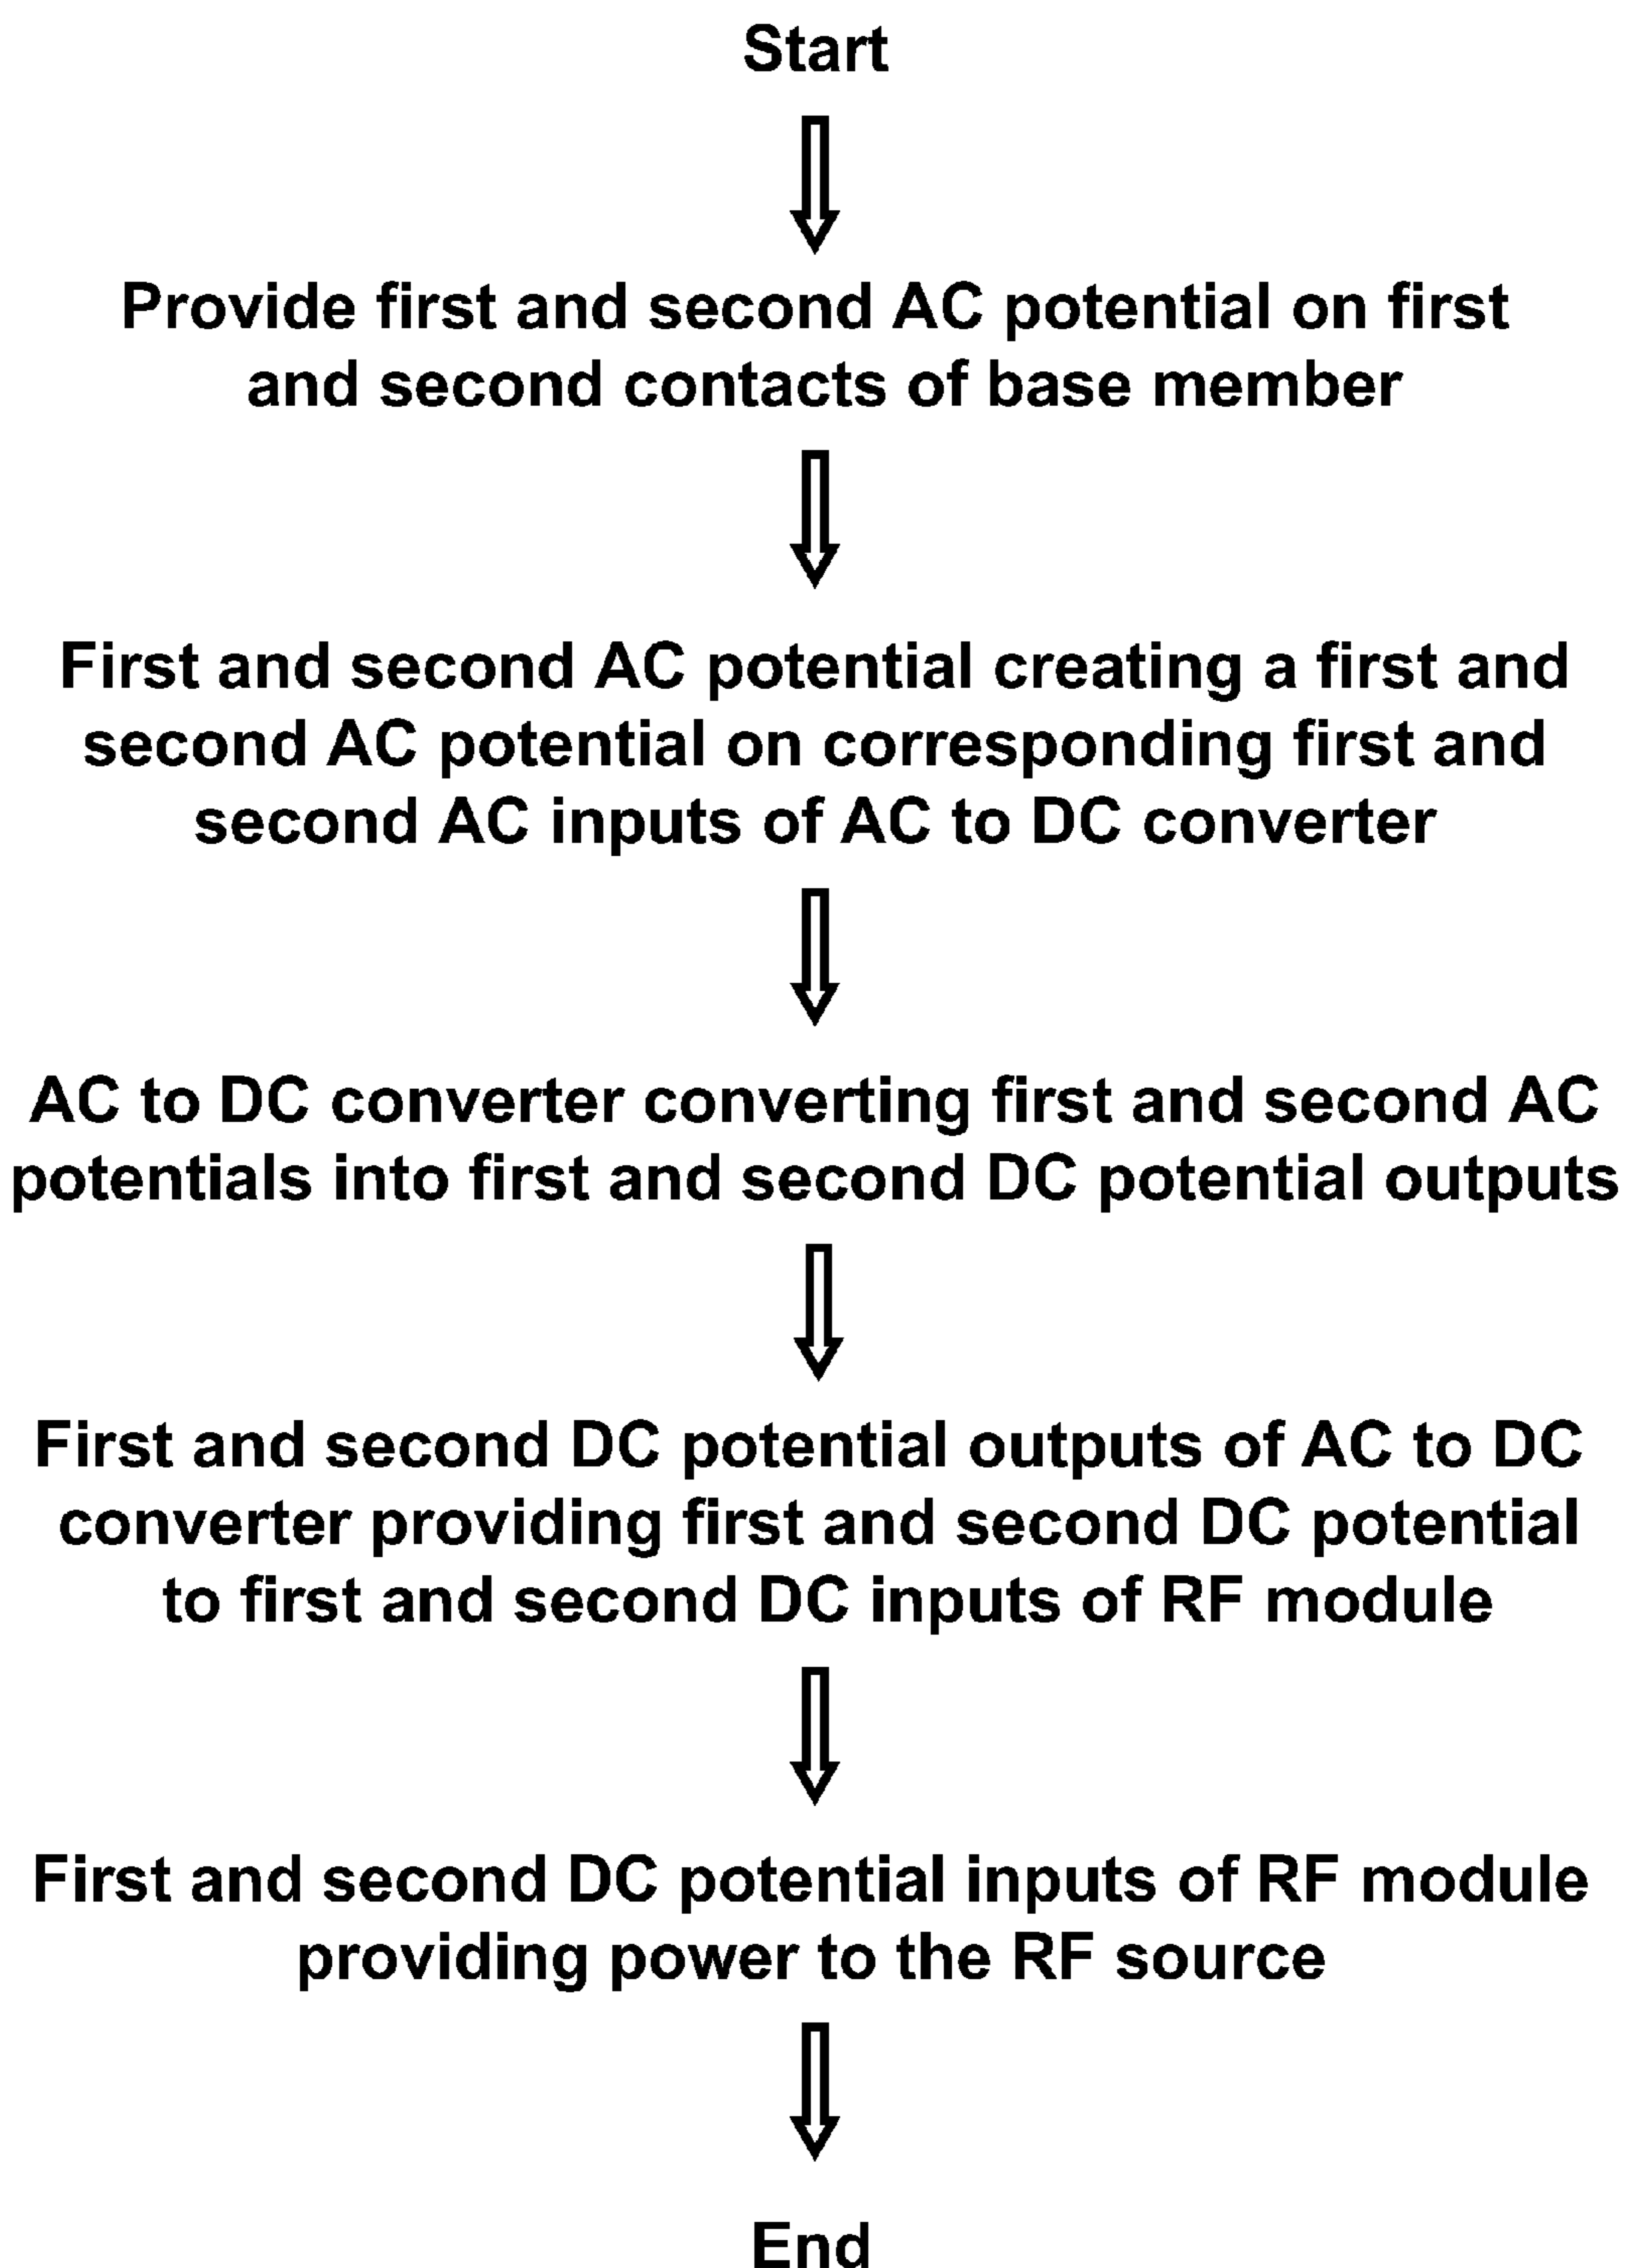 Start
Provide first and second AC potential on first
and second contacts of base member
First and second AC potential creating a first and
second AC potential on corresponding first and
second AC inputs of AC to DC converter
AC to DC converter converting first and second AC
potentials into first and second DC potential outputs
First and second DC potential outputs of AC to DC
converter providing first and second DC potential
to first and second DC inputs of RF module
First and second DC potential inputs of RF module
providing power to the RF source
End